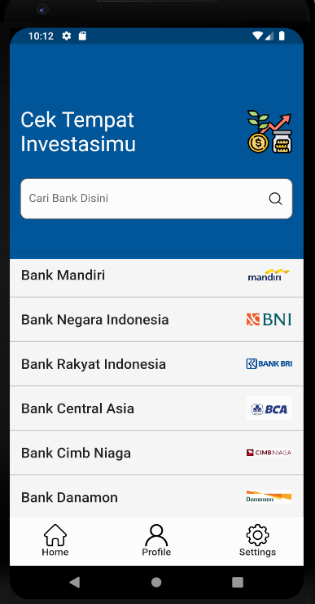 10:12
Cek Tempat
Investasimu
$
Cari Bank Disini
Bank Mandiri
mandiri
Bank Negara Indonesia
BNI
Bank Rakyat Indonesia
BANK BRI
Bank Central Asia
BCA
Bank Cimb Niaga
CIMB NIAGA
Bank Danamon
Danamon
Home
Profile
Settings